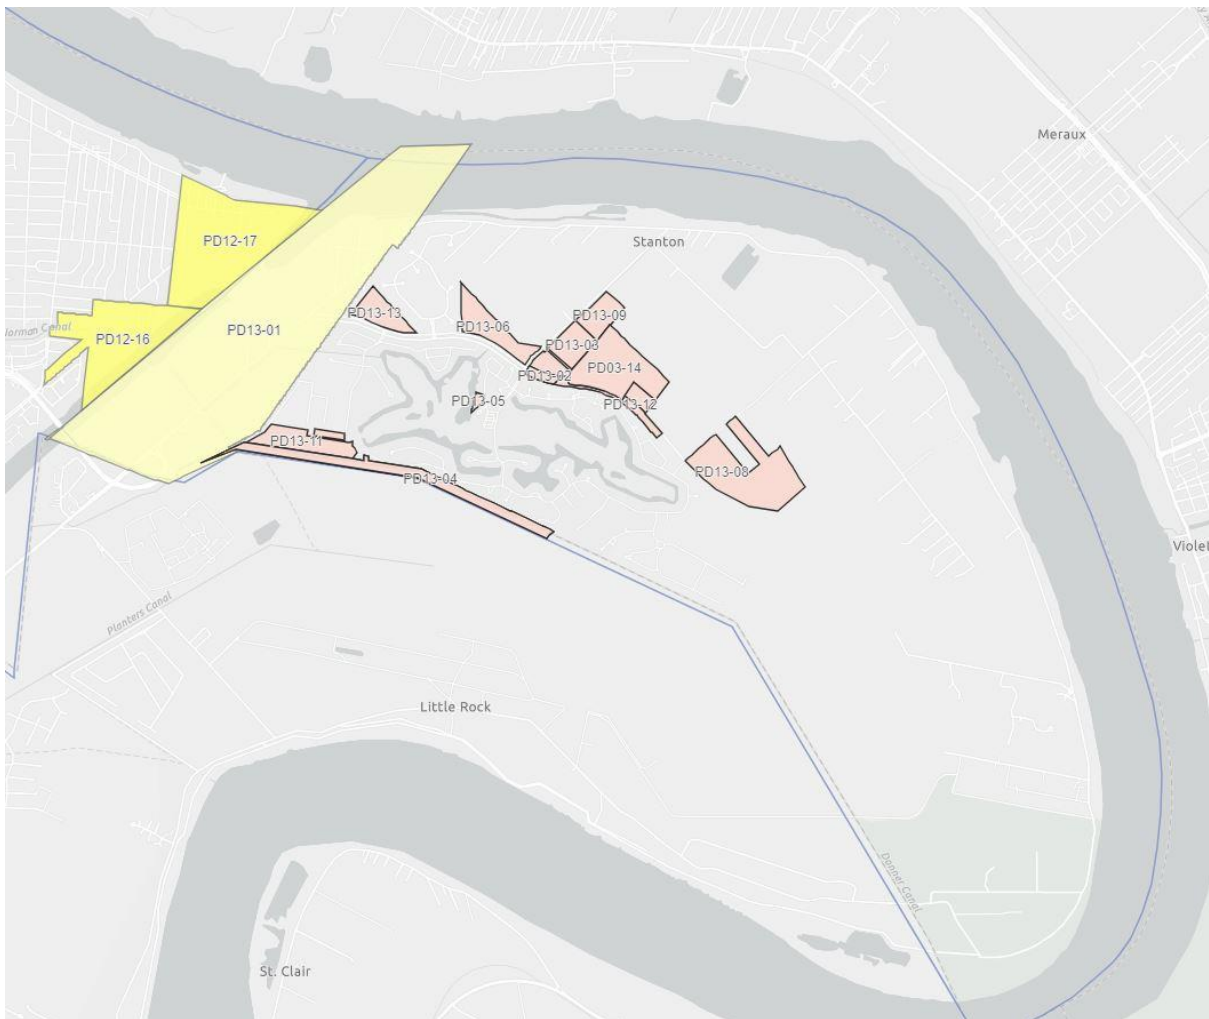 Meraux
PD12-17
Stanton
PD13-13
PD13-09
PD13-06
PD13-01
PD12-16
PD13-03
PD03-14
PD13-02
PD13-05
PD13-12
PD13-11
PD13-08
PD13-04
Violet
Planters Canal
Little Rock
Donner Canal
St. Clair